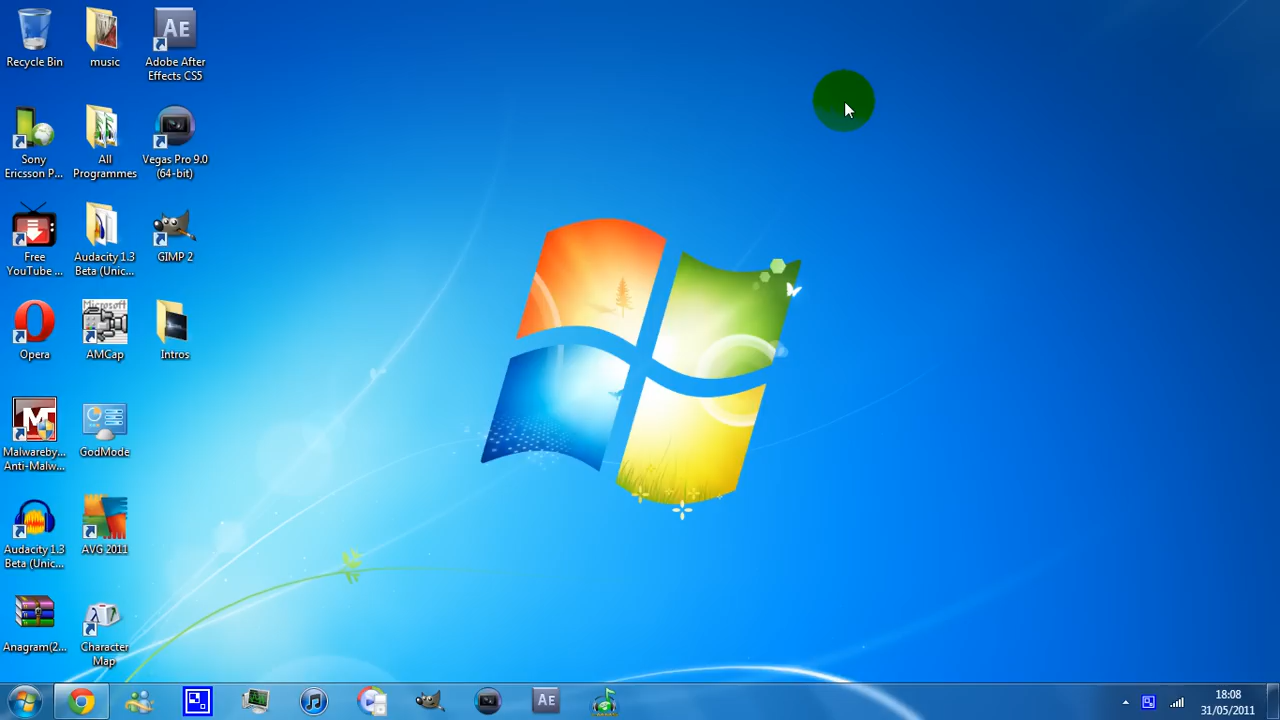 Recycle Bin
music
Adobe After
Effects CS5
Sony
Ericsson P...
All
Programmes
Vegas Pro 9.0
(64-bit)
Free
YouTube ...
Audacity 1.3
Beta (Unic...
GIMP 2
Opera
Microsoft
AMCap
Intros
Malwareby...
Anti-Malw...
GodMode
Audacity 1.3
Beta (Unic...
AVG 2011
Anagram(2...
Character
Map
AE
AE
18:08
31/05/2011